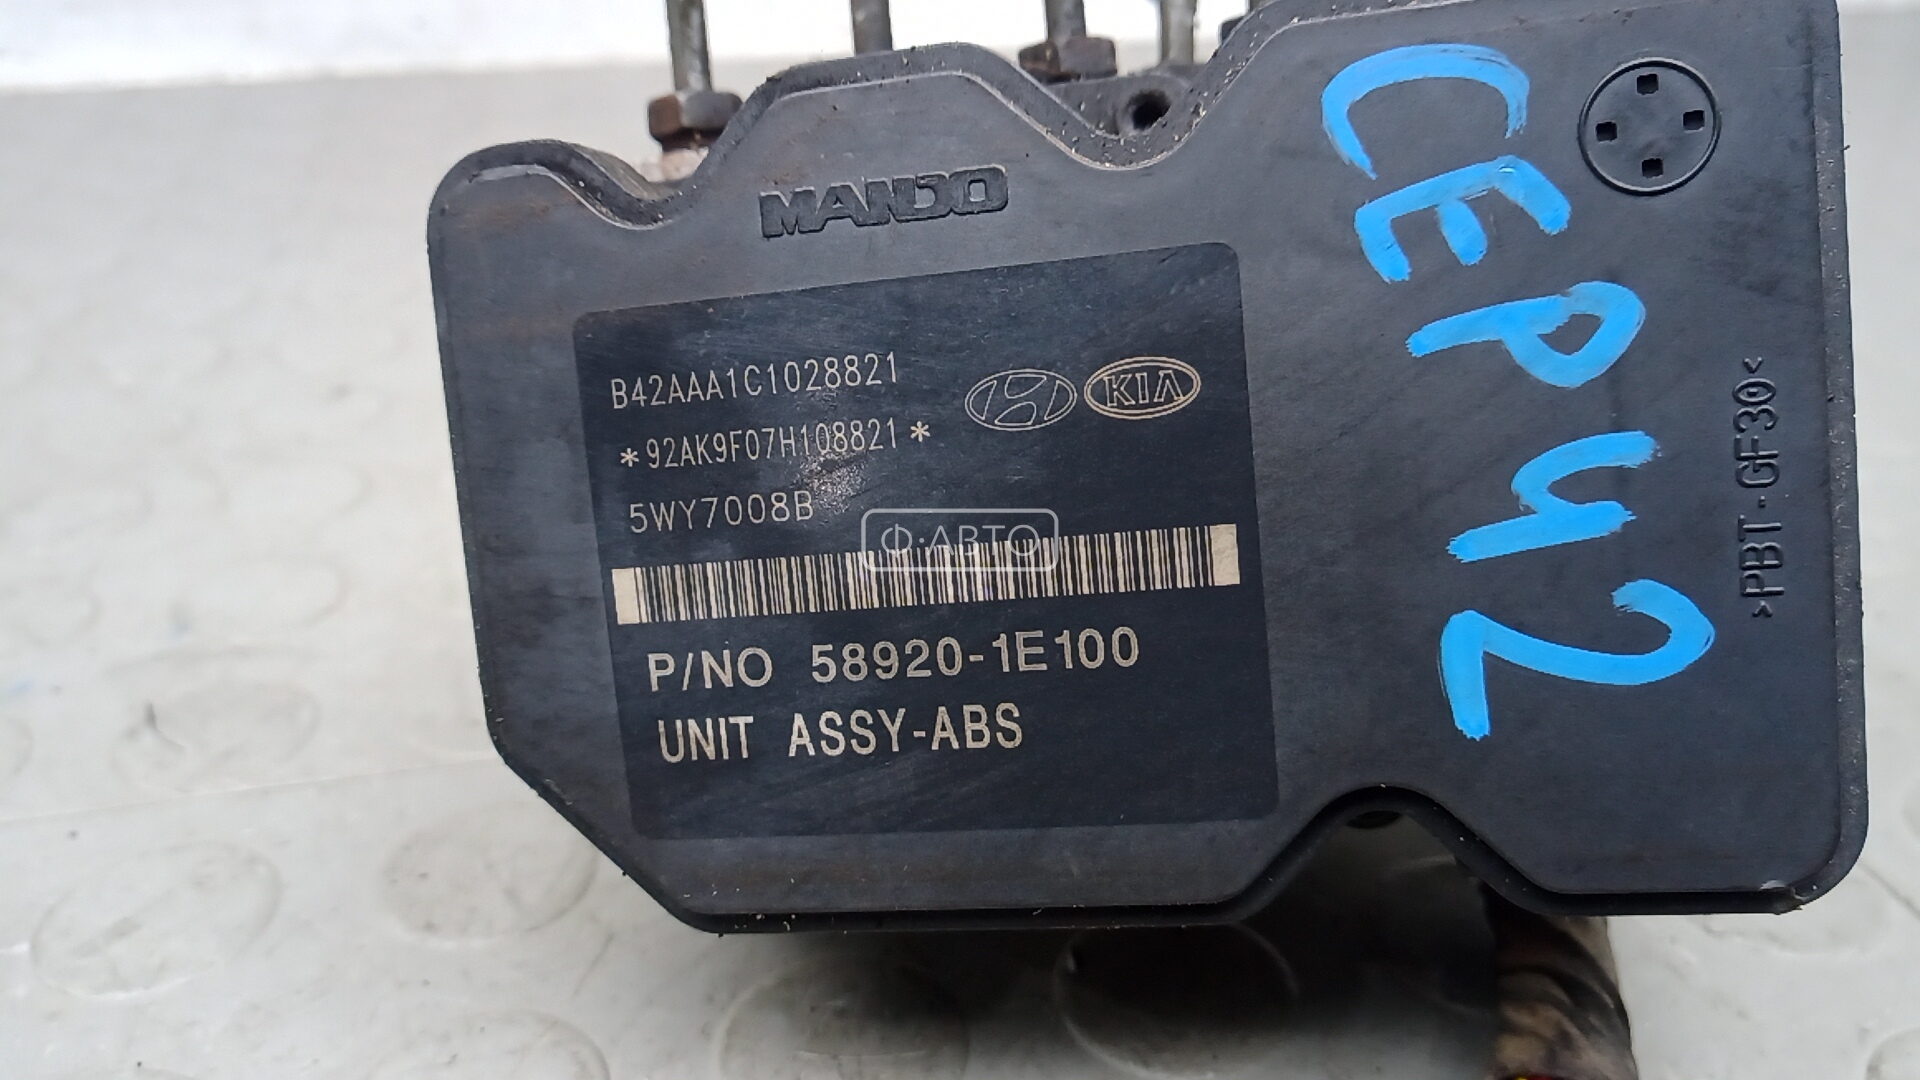 MANDO
B42AAA1C1028821
*92AK9F07H108821*
KIA
5WY7008B
Ф·АВТО
P/NO 58920-1E100
UNIT ASSY-ABS
СЕР42
>PBT-GF30<